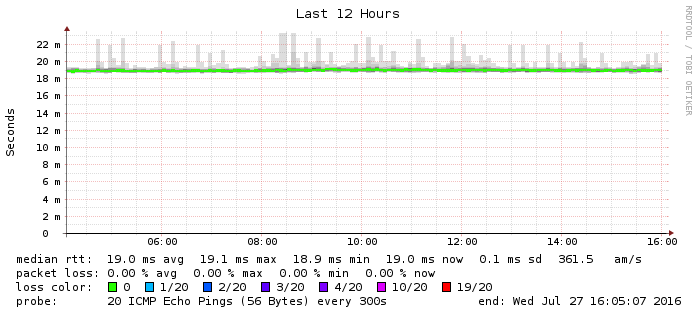 Last 12 Hours
RRDTOOL / TOBI OETIKER
Seconds
22 m
20 m
18 m
16 m
14 m
12 m
10 m
8 m
6 m
4 m
2 m
0
06:00 08:00 10:00 12:00 14:00 16:00
median rtt: 19.0 ms avg 19.1 ms max 18.9 ms min 19.0 ms now 0.1 ms sd 361.5 am/s
packet loss: 0.00 % avg 0.00 % max 0.00 % min 0.00 % now
loss color: 0 1/20 2/20 3/20 4/20 10/20 19/20
probe: 20 ICMP Echo Pings (56 Bytes) every 300s end: Wed Jul 27 16:05:07 2016